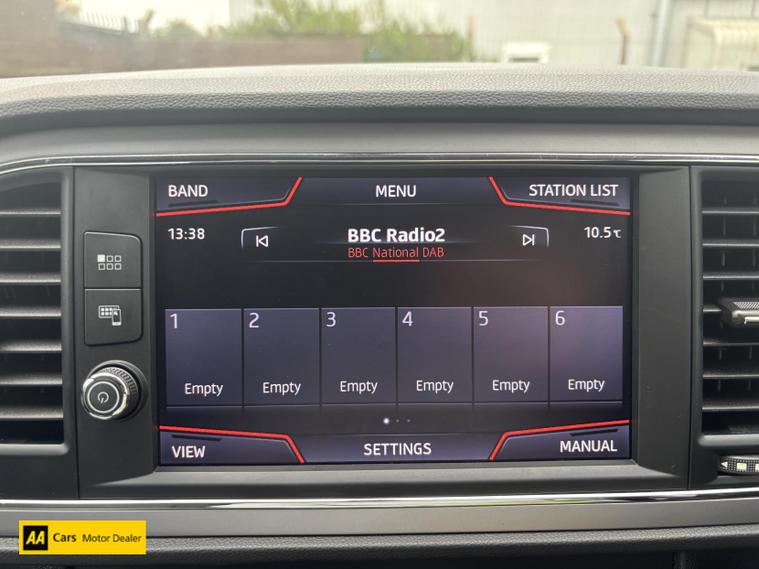 BAND MENU STATION LIST
13:38 BBC Radio2 10.5°C
BBC National DAB
1 2 3 4 5 6
Empty Empty Empty Empty Empty Empty
VIEW SETTINGS MANUAL
AA Cars Motor Dealer